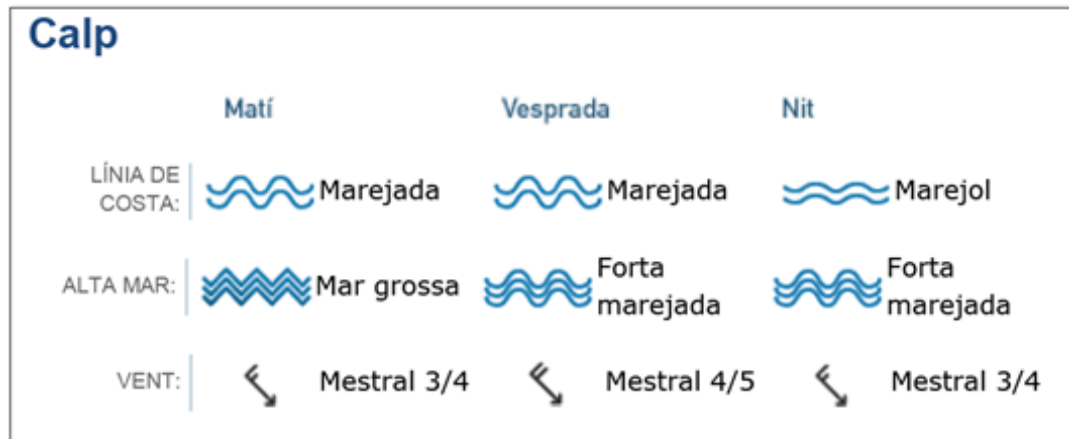 Calp
Matí Vesprada Nit
LÍNIA DE
COSTA: Marejada Marejada Marejol
ALTA MAR: Mar grossa Forta
marejada Forta
marejada
VENT: Mestral 3/4 Mestral 4/5 Mestral 3/4